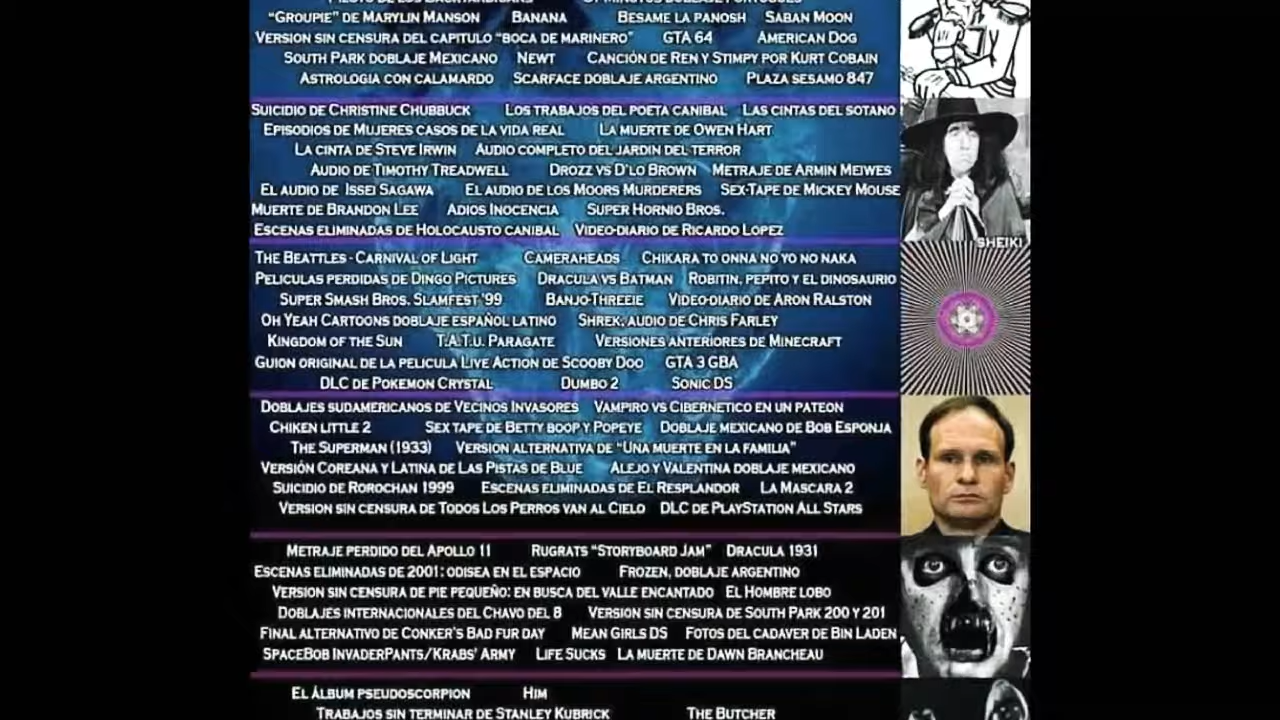 "GROUPIE" DE MARYLIN MANSON BANANA BESAME LA PANOSH SABAN MOON
VERSION SIN CENSURA DEL CAPITULO "BOCA DE MARINERO" GTA 64 AMERICAN DOG
SOUTH PARK DOBLAJE MEXICANO NEWT CANCIÓN DE REN Y STIMPY POR KURT COBAIN
ASTROLOGIA CON CALAMARDO SCARFACE DOBLAJE ARGENTINO PLAZA SESAMO 847
SUICIDIO DE CHRISTINE CHUBBUCK LOS TRABAJOS DEL POETA CANIBAL LAS CINTAS DEL SOTANO
EPISODIOS DE MUJERES CASOS DE LA VIDA REAL LA MUERTE DE OWEN HART
LA CINTA DE STEVE IRWIN AUDIO COMPLETO DEL JARDIN DEL TERROR
AUDIO DE TIMOTHY TREADWELL DROZZ VS D'LO BROWN METRAJE DE ARMIN MEIWES
EL AUDIO DE ISSEI SAGAWA EL AUDIO DE LOS MOORS MURDERERS SEX-TAPE DE MICKEY MOUSE
MUERTE DE BRANDON LEE ADIOS INOCENCIA SUPER HORNIO BROS.
ESCENAS ELIMINADAS DE HOLOCAUSTO CANIBAL VIDEO-DIARIO DE RICARDO LOPEZ
SHEIKI
THE BEATTLES - CARNIVAL OF LIGHT CAMERAHEADS CHIKARA TO ONNA NO YO NO NAKA
PELICULAS PERDIDAS DE DINGO PICTURES DRACULA VS BATMAN ROBITIN, PEPITO Y EL DINOSAURIO
SUPER SMASH BROS. SLAMFEST '99 BANJO-THREEIE VIDEO-DIARIO DE ARON RALSTON
OH YEAH CARTOONS DOBLAJE ESPAÑOL LATINO SHREK, AUDIO DE CHRIS FARLEY
KINGDOM OF THE SUN T.A.T.U. PARAGATE VERSIONES ANTERIORES DE MINECRAFT
GUION ORIGINAL DE LA PELICULA LIVE ACTION DE SCOOBY DOO GTA 3 GBA
DLC DE POKEMON CRYSTAL DUMBO 2 SONIC DS
DOBLAJES SUDAMERICANOS DE VECINOS INVASORES VAMPIRO VS CIBERNETICO EN UN PATEON
CHIKEN LITTLE 2 SEX TAPE DE BETTY BOOP Y POPEYE DOBLAJE MEXICANO DE BOB ESPONJA
THE SUPERMAN (1933) VERSION ALTERNATIVA DE "UNA MUERTE EN LA FAMILIA"
VERSIÓN COREANA Y LATINA DE LAS PISTAS DE BLUE ALEJO Y VALENTINA DOBLAJE MEXICANO
SUICIDIO DE ROROCHAN 1999 ESCENAS ELIMINADAS DE EL RESPLANDOR LA MASCARA 2
VERSION SIN CENSURA DE TODOS LOS PERROS VAN AL CIELO DLC DE PLAYSTATION ALL STARS
METRAJE PERDIDO DEL APOLLO 11 RUGRATS "STORYBOARD JAM" DRACULA 1931
ESCENAS ELIMINADAS DE 2001: ODISEA EN EL ESPACIO FROZEN, DOBLAJE ARGENTINO
VERSION SIN CENSURA DE PIE PEQUEÑO: EN BUSCA DEL VALLE ENCANTADO EL HOMBRE LOBO
DOBLAJES INTERNACIONALES DEL CHAVO DEL 8 VERSION SIN CENSURA DE SOUTH PARK 200 Y 201
FINAL ALTERNATIVO DE CONKER'S BAD FUR DAY MEAN GIRLS DS FOTOS DEL CADAVER DE BIN LADEN
SPACEBOB INVADERPANTS/KRABS' ARMY LIFE SUCKS LA MUERTE DE DAWN BRANCHEAU
EL ÁLBUM PSEUDOSCORPION HIM
TRABAJOS SIN TERMINAR DE STANLEY KUBRICK THE BUTCHER